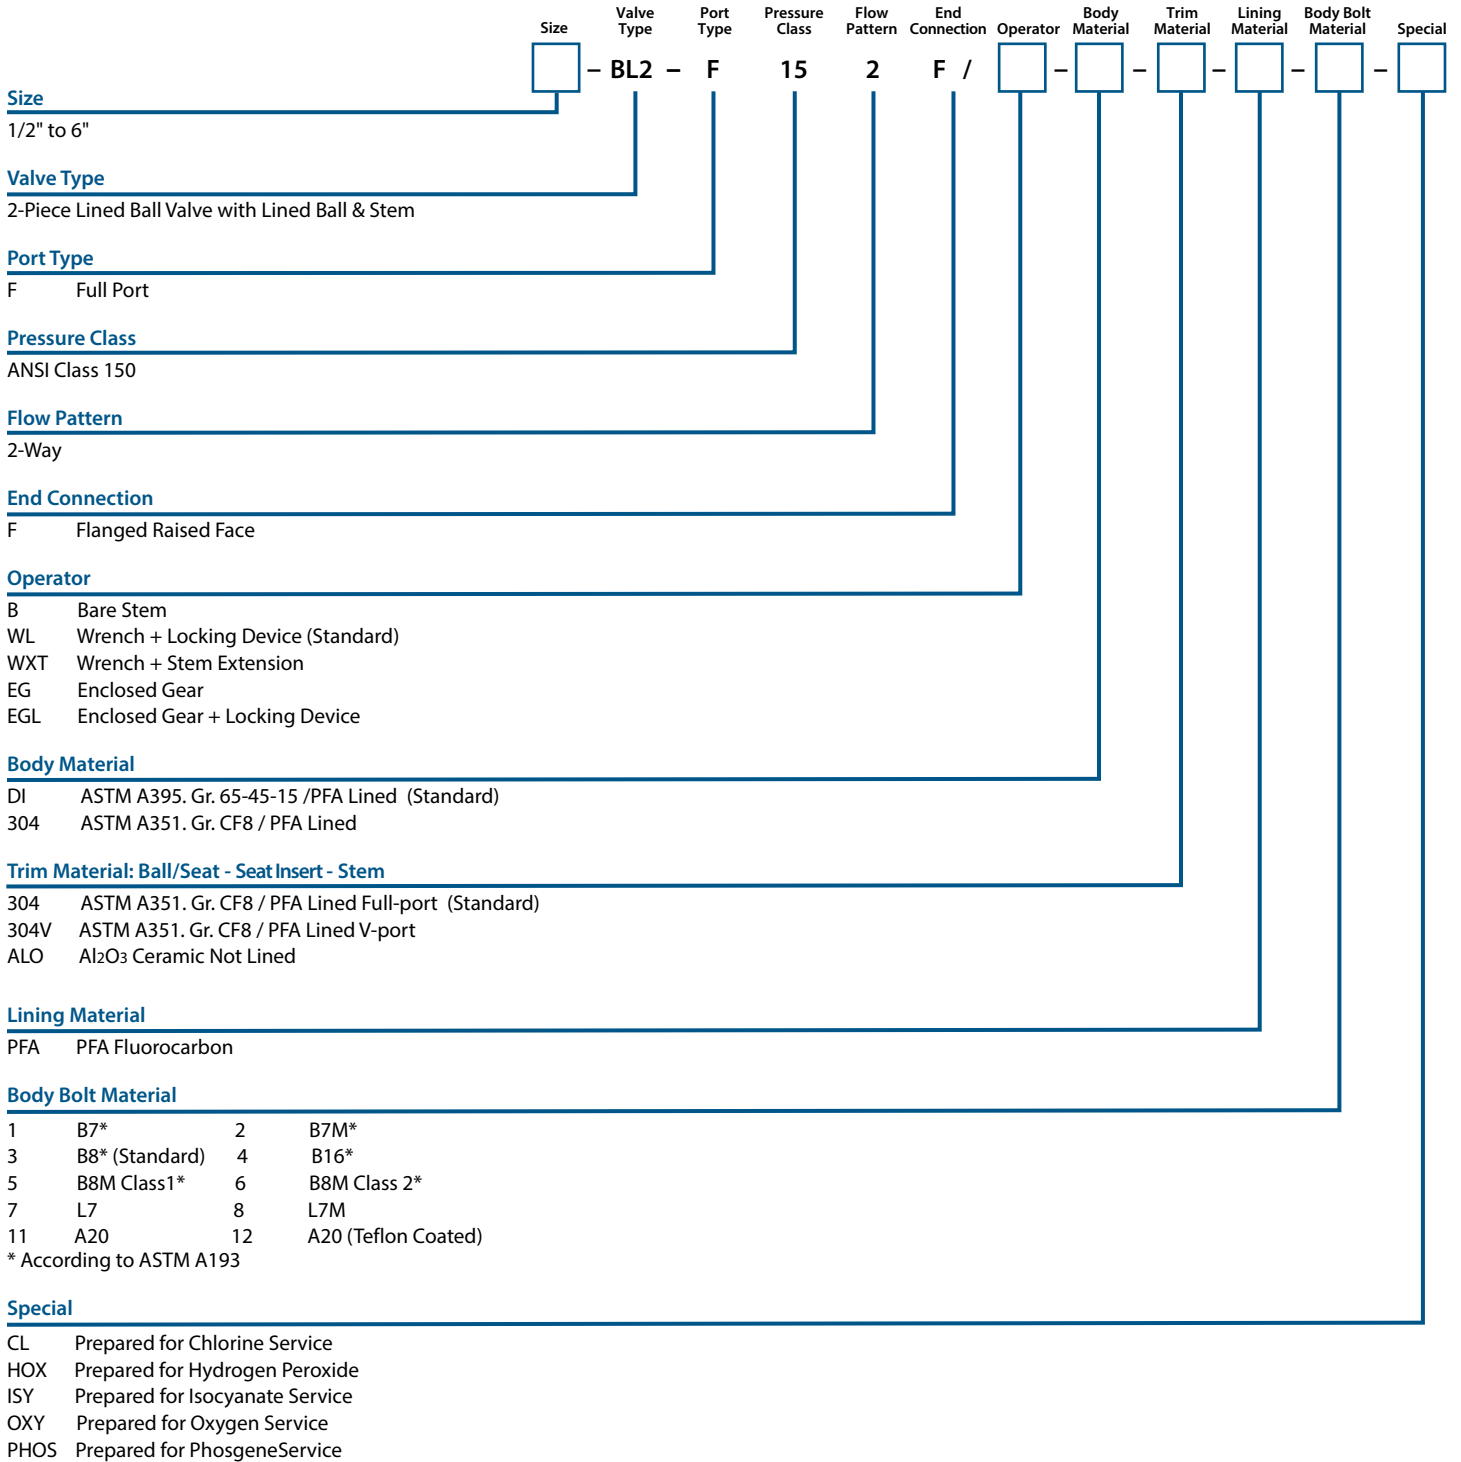 Size
Valve Type
Port Type
Pressure Class
Flow Pattern
End Connection
Operator
Body Material
Trim Material
Lining Material
Body Bolt Material
Special
– BL2 – F 15 2 F / – – – – –
Size
1/2" to 6"
Valve Type
2-Piece Lined Ball Valve with Lined Ball & Stem
Port Type
F Full Port
Pressure Class
ANSI Class 150
Flow Pattern
2-Way
End Connection
F Flanged Raised Face
Operator
B Bare Stem
WL Wrench + Locking Device (Standard)
WXT Wrench + Stem Extension
EG Enclosed Gear
EGL Enclosed Gear + Locking Device
Body Material
DI ASTM A395. Gr. 65-45-15 /PFA Lined (Standard)
304 ASTM A351. Gr. CF8 / PFA Lined
Trim Material: Ball/Seat - Seat Insert - Stem
304 ASTM A351. Gr. CF8 / PFA Lined Full-port (Standard)
304V ASTM A351. Gr. CF8 / PFA Lined V-port
ALO Al2O3 Ceramic Not Lined
Lining Material
PFA PFA Fluorocarbon
Body Bolt Material
1 B7* 2 B7M*
3 B8* (Standard) 4 B16*
5 B8M Class1* 6 B8M Class 2*
7 L7 8 L7M
11 A20 12 A20 (Teflon Coated)
* According to ASTM A193
Special
CL Prepared for Chlorine Service
HOX Prepared for Hydrogen Peroxide
ISY Prepared for Isocyanate Service
OXY Prepared for Oxygen Service
PHOS Prepared for PhosgeneService